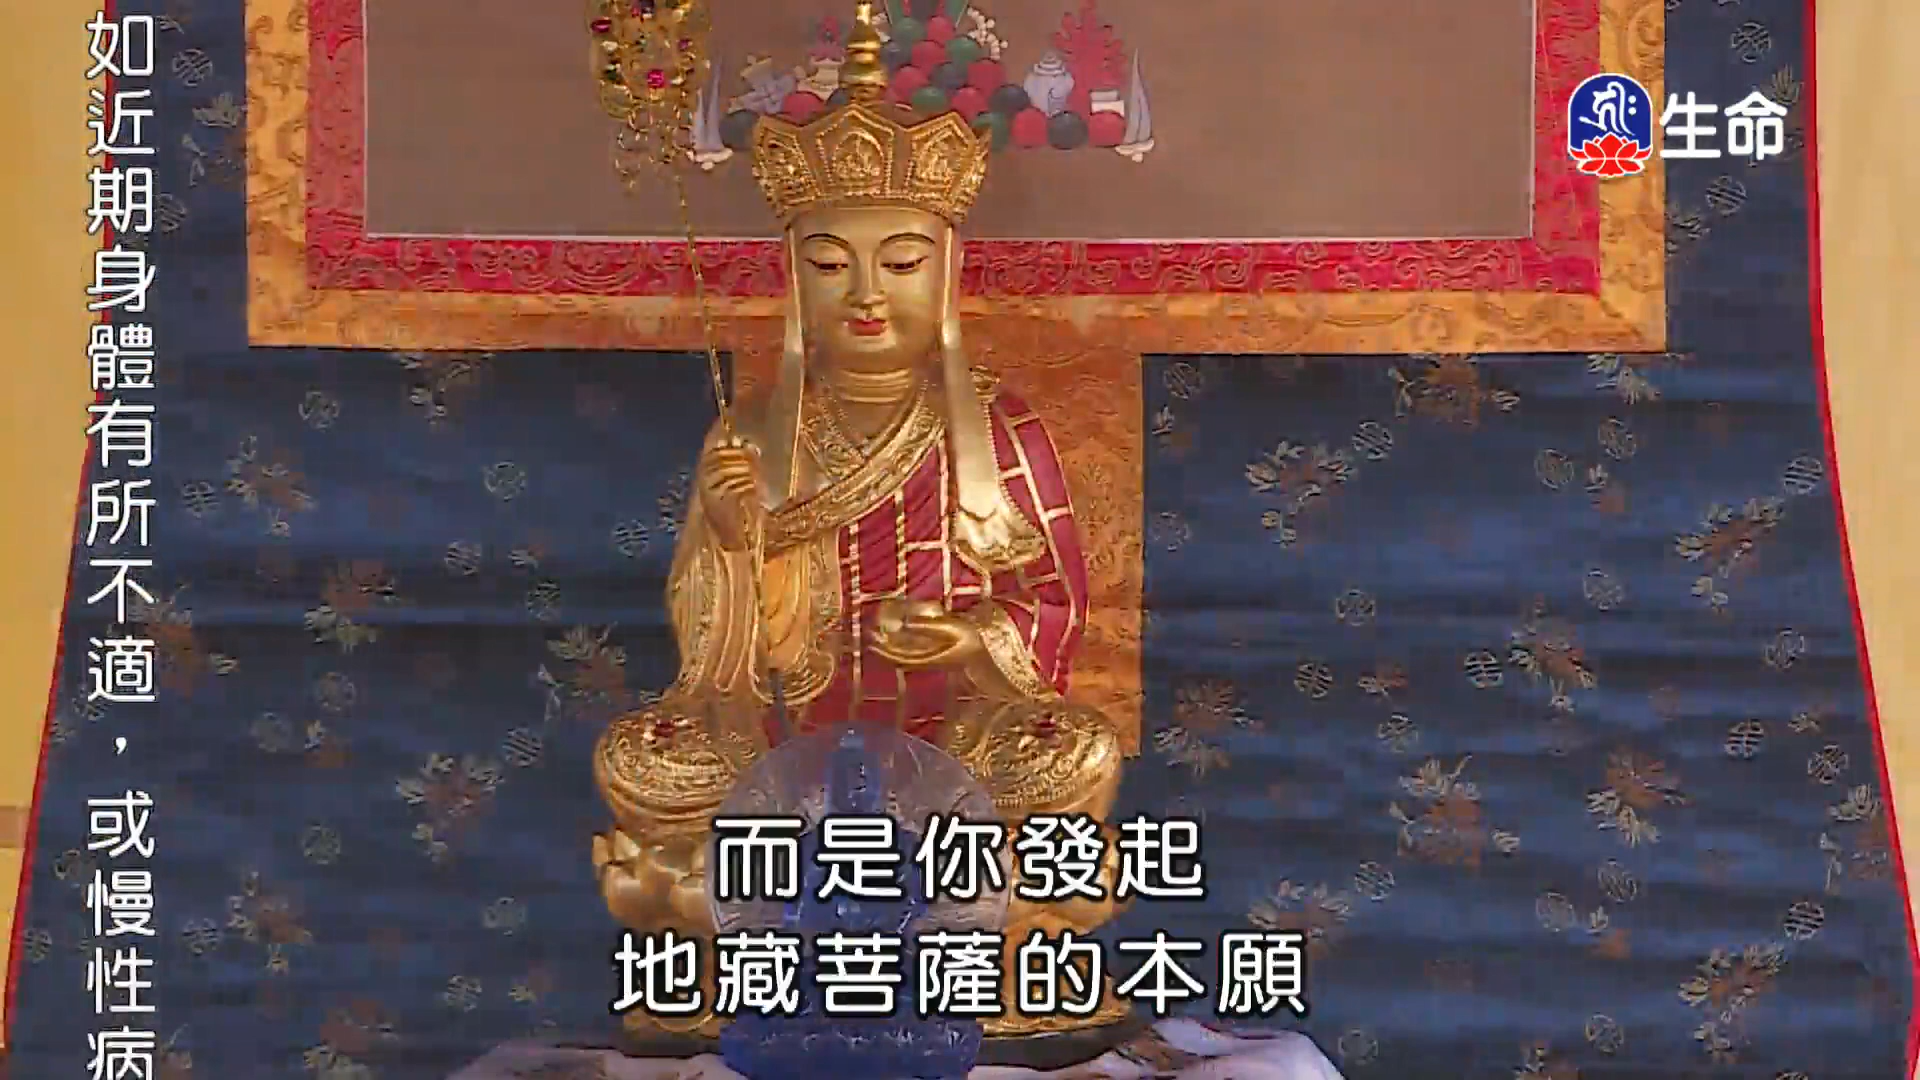 如近期身體有所不適，或慢性病
生命
而是你發起
地藏菩薩的本願